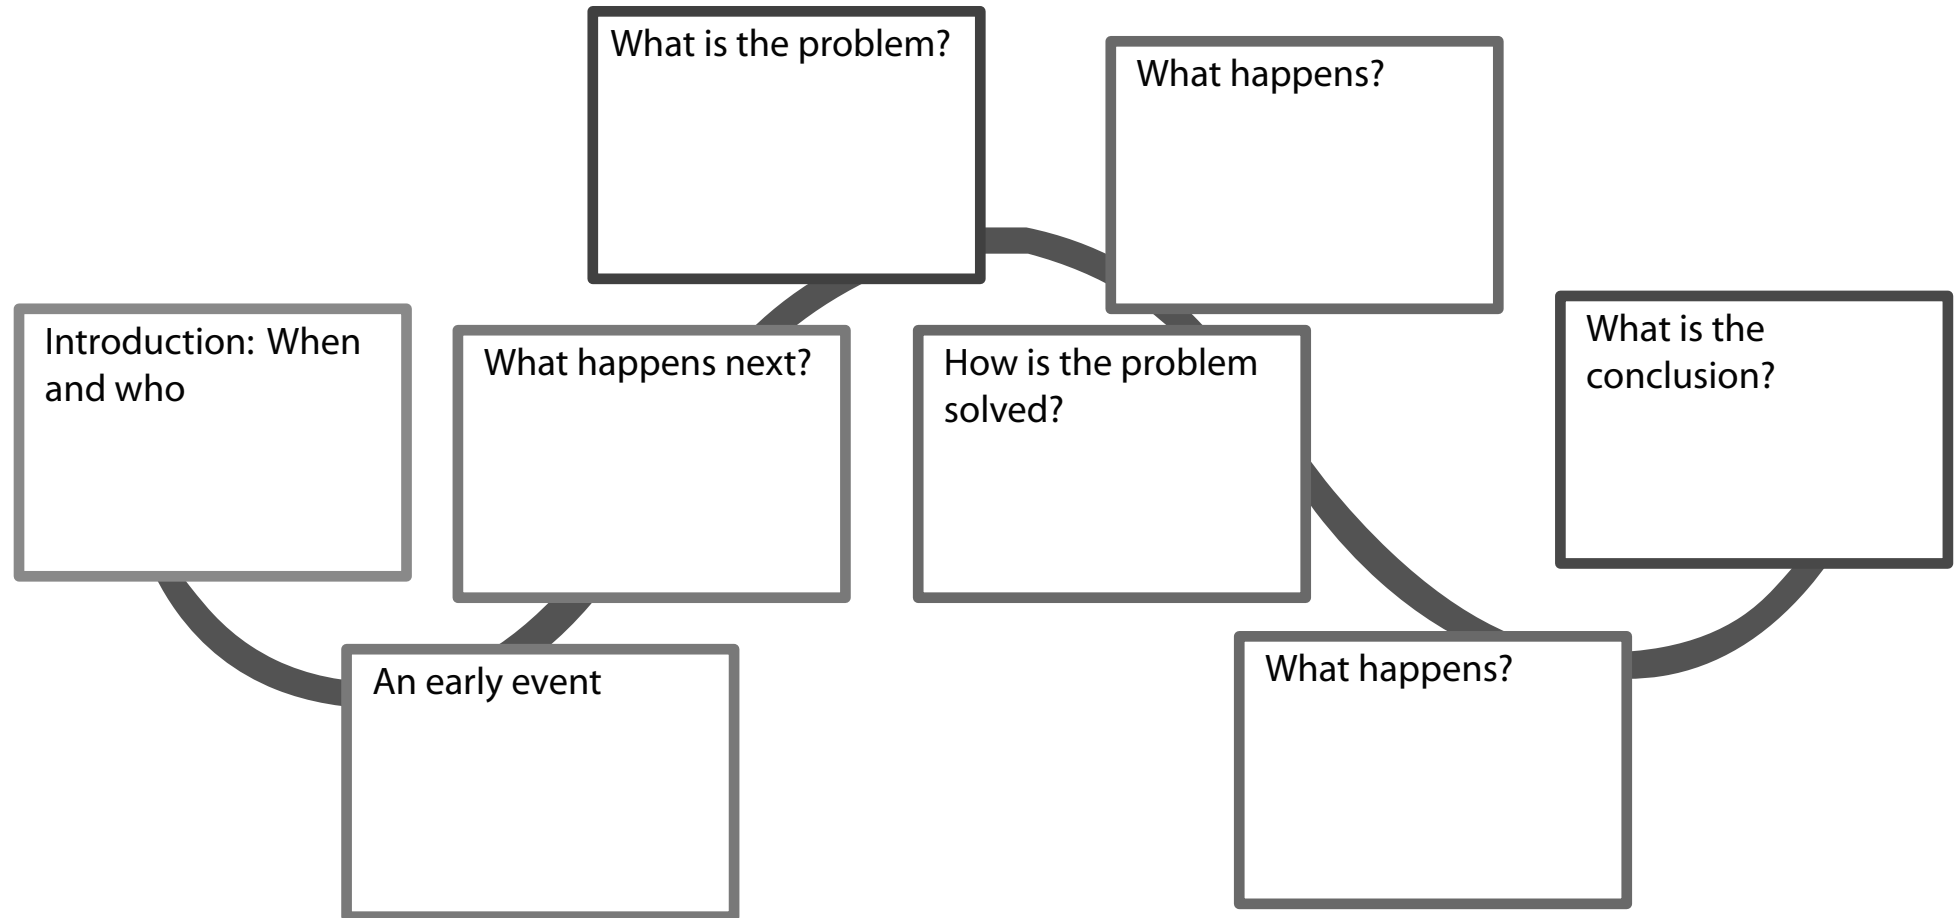 Introduction: When
and who
An early event
What happens next?
What is the problem?
What happens?
How is the problem
solved?
What happens?
What is the
conclusion?